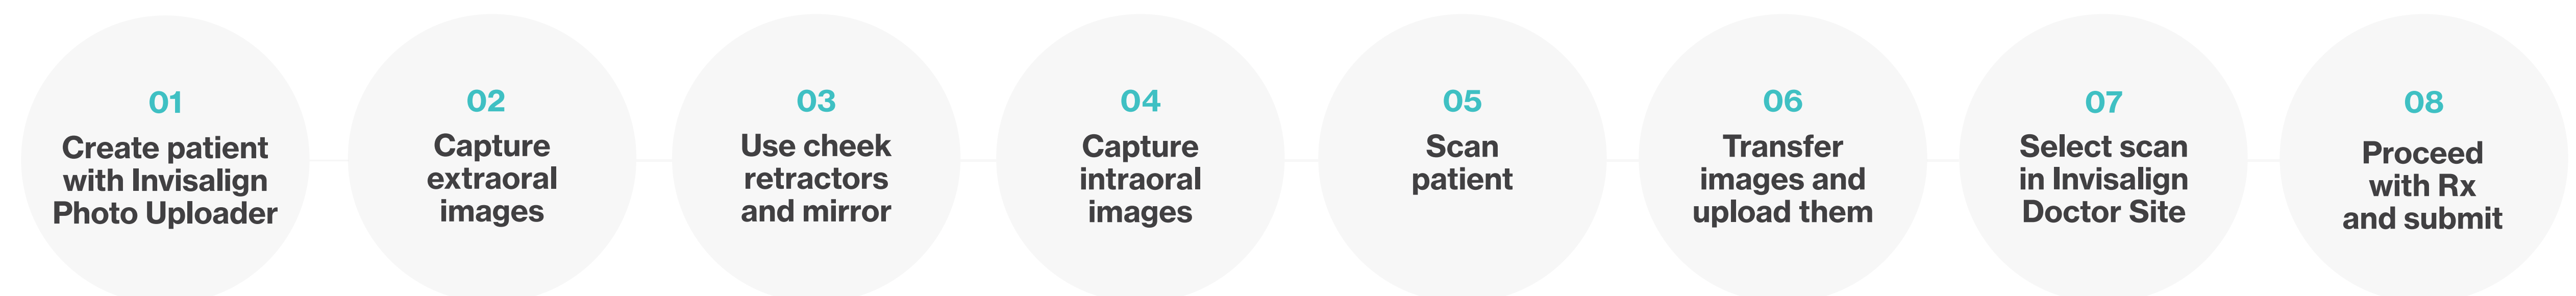 01
Create patient
with Invisalign
Photo Uploader
02
Capture
extraoral
images
03
Use cheek
retractors
and mirror
04
Capture
intraoral
images
05
Scan
patient
06
Transfer
images and
upload them
07
Select scan
in Invisalign
Doctor Site
08
Proceed
with Rx
and submit